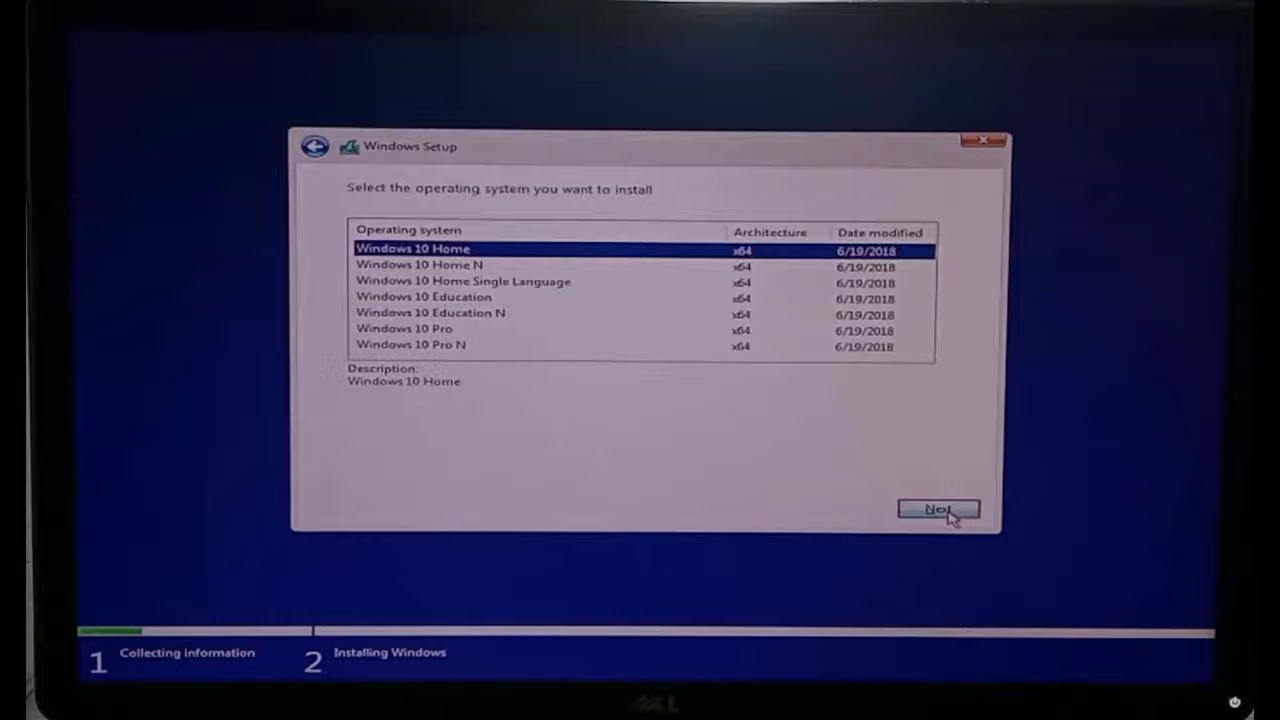 Windows Setup
Select the operating system you want to install
Operating system Architecture Date modified
Windows 10 Home x64 6/19/2018
Windows 10 Home N x64 6/19/2018
Windows 10 Home Single Language x64 6/19/2018
Windows 10 Education x64 6/19/2018
Windows 10 Education N x64 6/19/2018
Windows 10 Pro x64 6/19/2018
Windows 10 Pro N x64 6/19/2018
Description:
Windows 10 Home
Next
1 Collecting information 2 Installing Windows
DELL